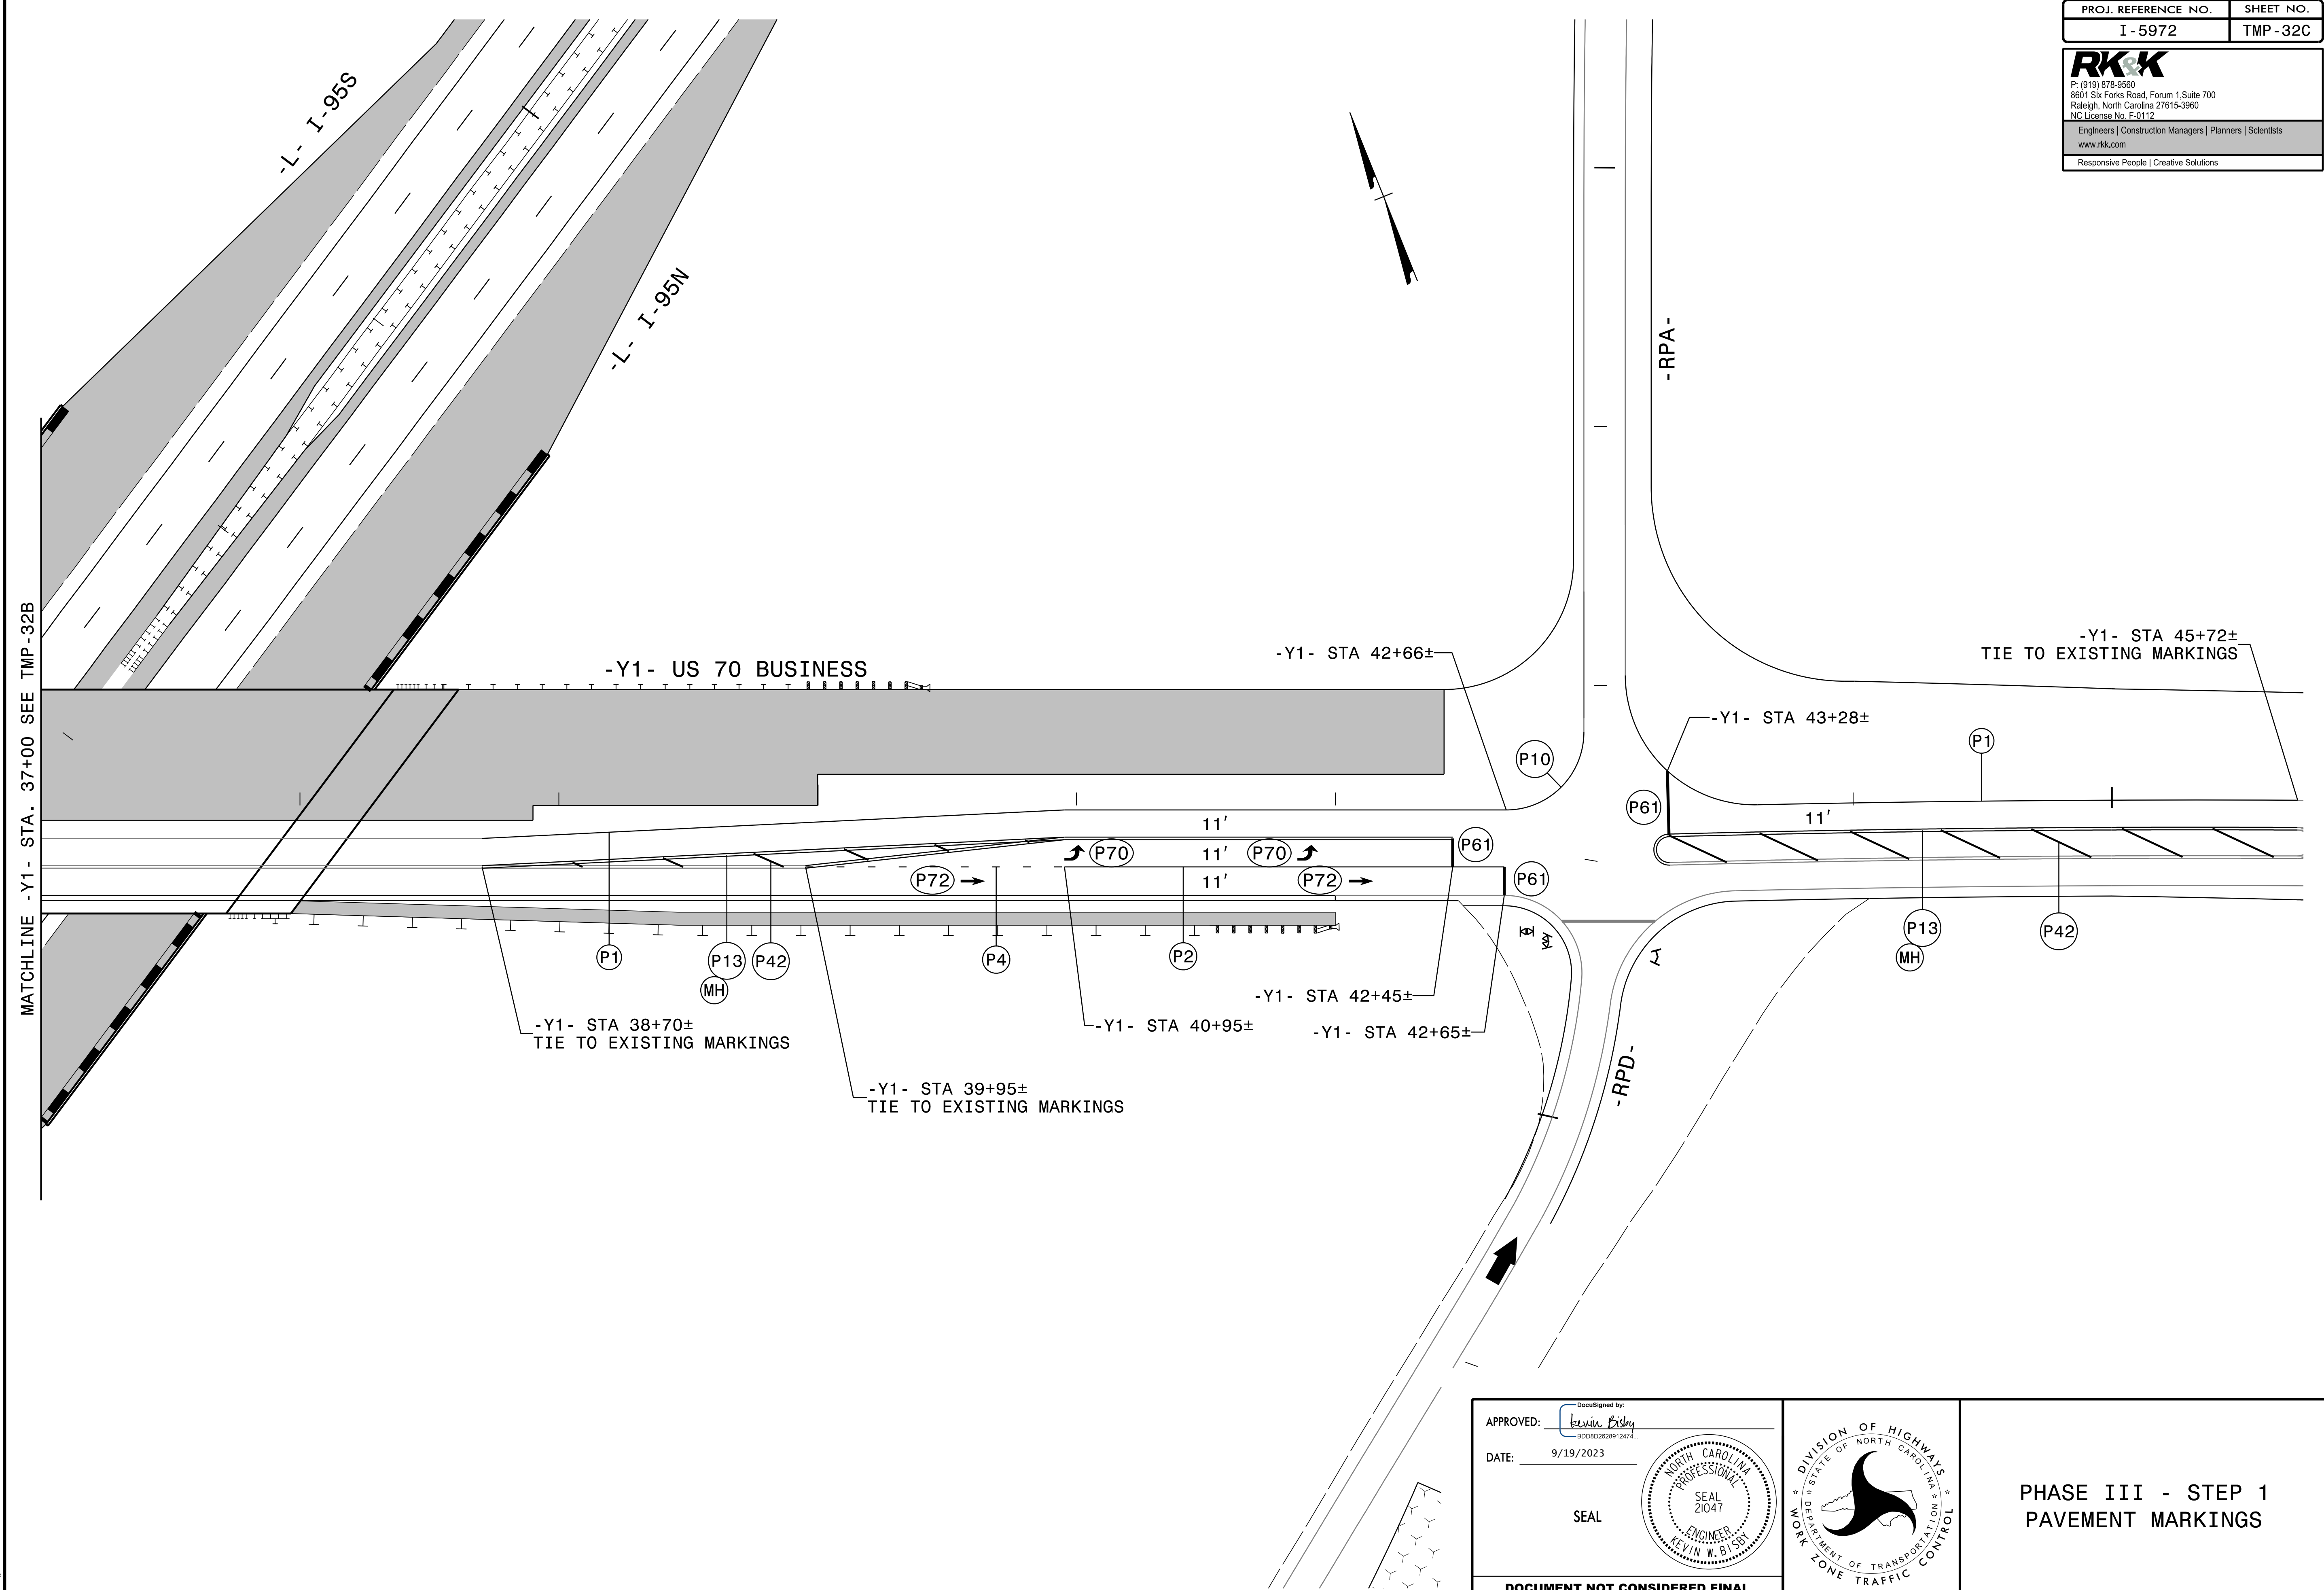 PROJ. REFERENCE NO. SHEET NO.
I-5972 TMP-32C
RK&K
P: (919) 878-9560
8601 Six Forks Road, Forum 1,Suite 700
Raleigh, North Carolina 27615-3960
NC License No. F-0112
Engineers | Construction Managers | Planners | Scientists
www.rkk.com
Responsive People | Creative Solutions
-L- I-95S
-L- I-95N
-RPA-
MATCHLINE -Y1- STA. 37+00 SEE TMP-32B
-Y1- US 70 BUSINESS
-Y1- STA 42+66±
-Y1- STA 45+72±
TIE TO EXISTING MARKINGS
-Y1- STA 43+28±
P1
P10
P61
11'
11'
P70
11'
P70
P61
P72
11'
P72
P61
P1
P13
MH
P42
P4
P2
P13
MH
P42
-Y1- STA 42+45±
-Y1- STA 38+70±
TIE TO EXISTING MARKINGS
-Y1- STA 40+95±
-Y1- STA 42+65±
-Y1- STA 39+95±
TIE TO EXISTING MARKINGS
-RPD-
APPROVED:
DocuSigned by:
Kevin Bisby
BDD8D2628912474...
DATE: 9/19/2023
SEAL
NORTH CAROLINA
PROFESSIONAL
SEAL
21047
ENGINEER
KEVIN W. BISBY
DOCUMENT NOT CONSIDERED FINAL
DIVISION OF HIGHWAYS
STATE OF NORTH CAROLINA
DEPARTMENT OF TRANSPORTATION
WORK ZONE TRAFFIC CONTROL
PHASE III - STEP 1
PAVEMENT MARKINGS